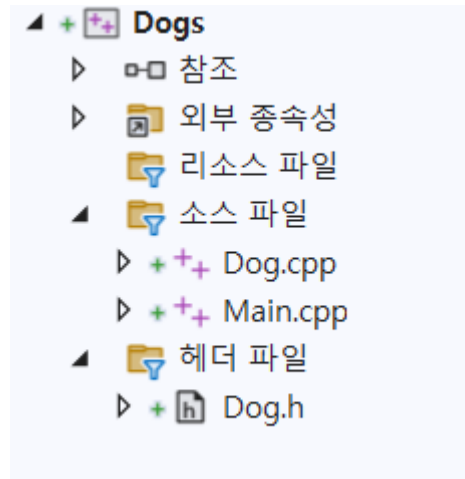 Dogs
참조
외부 종속성
리소스 파일
소스 파일
Dog.cpp
Main.cpp
헤더 파일
Dog.h